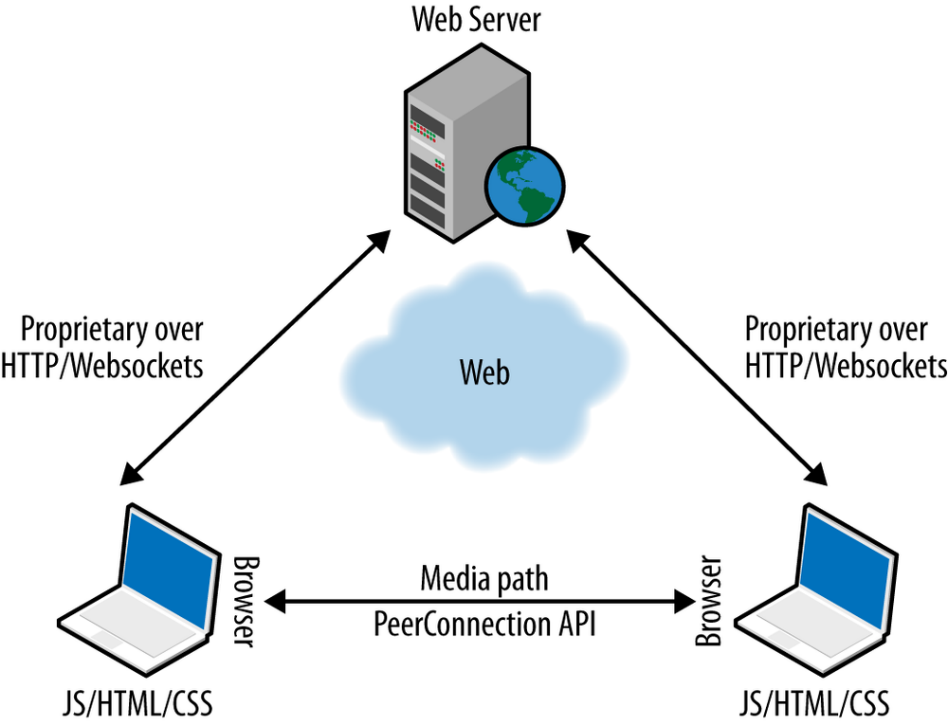 Web Server
Proprietary over
HTTP/Websockets
Proprietary over
HTTP/Websockets
Web
Browser
Media path
PeerConnection API
Browser
JS/HTML/CSS
JS/HTML/CSS